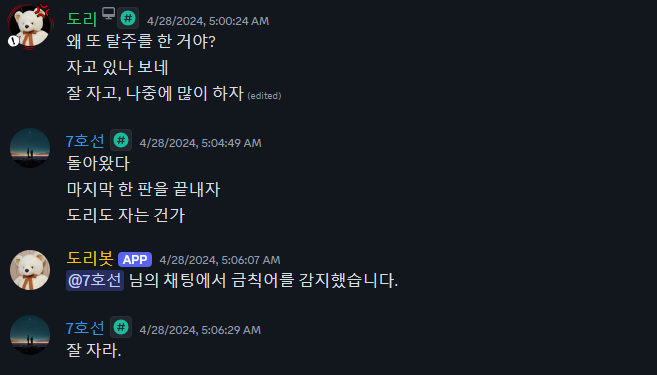 도리 # 4/28/2024, 5:00:24 AM
왜 또 탈주를 한 거야?
자고 있나 보네
잘 자고, 나중에 많이 하자 (edited)
7호선 # 4/28/2024, 5:04:49 AM
돌아왔다
마지막 한 판을 끝내자
도리도 자는 건가
도리봇 APP 4/28/2024, 5:06:07 AM
@7호선 님의 채팅에서 금칙어를 감지했습니다.
7호선 # 4/28/2024, 5:06:29 AM
잘 자라.